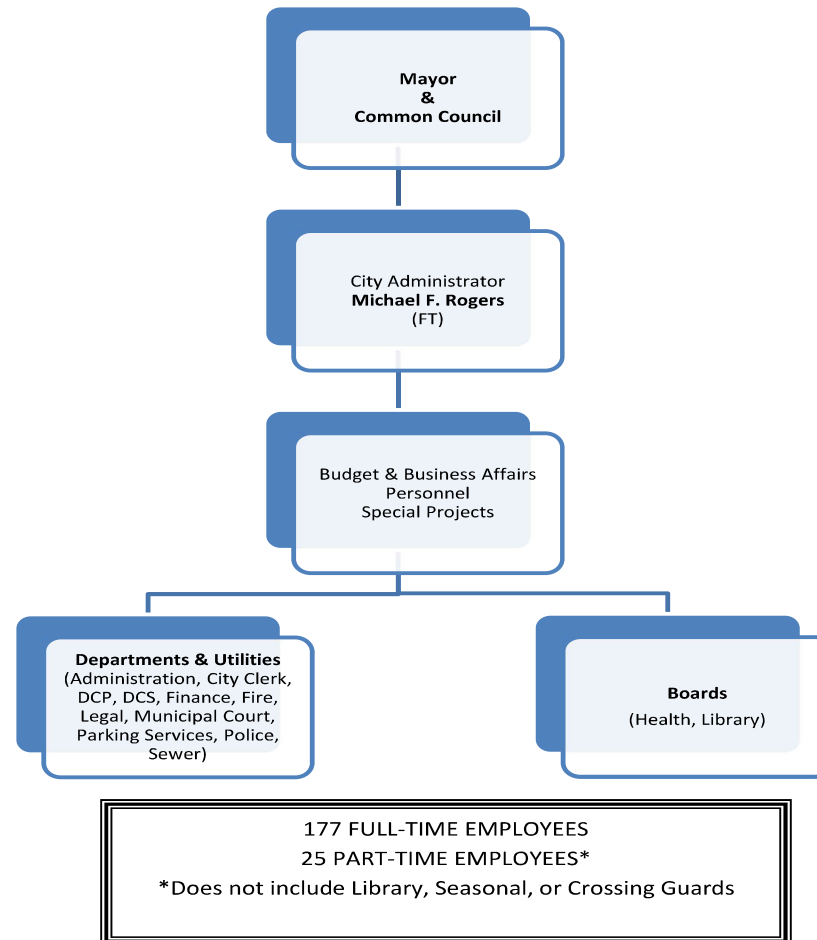 Mayor
&
Common Council
City Administrator
Michael F. Rogers
(FT)
Budget & Business Affairs
Personnel
Special Projects
Departments & Utilities
(Administration, City Clerk,
DCP, DCS, Finance, Fire,
Legal, Municipal Court,
Parking Services, Police,
Sewer)
Boards
(Health, Library)
177 FULL-TIME EMPLOYEES
25 PART-TIME EMPLOYEES*
*Does not include Library, Seasonal, or Crossing Guards